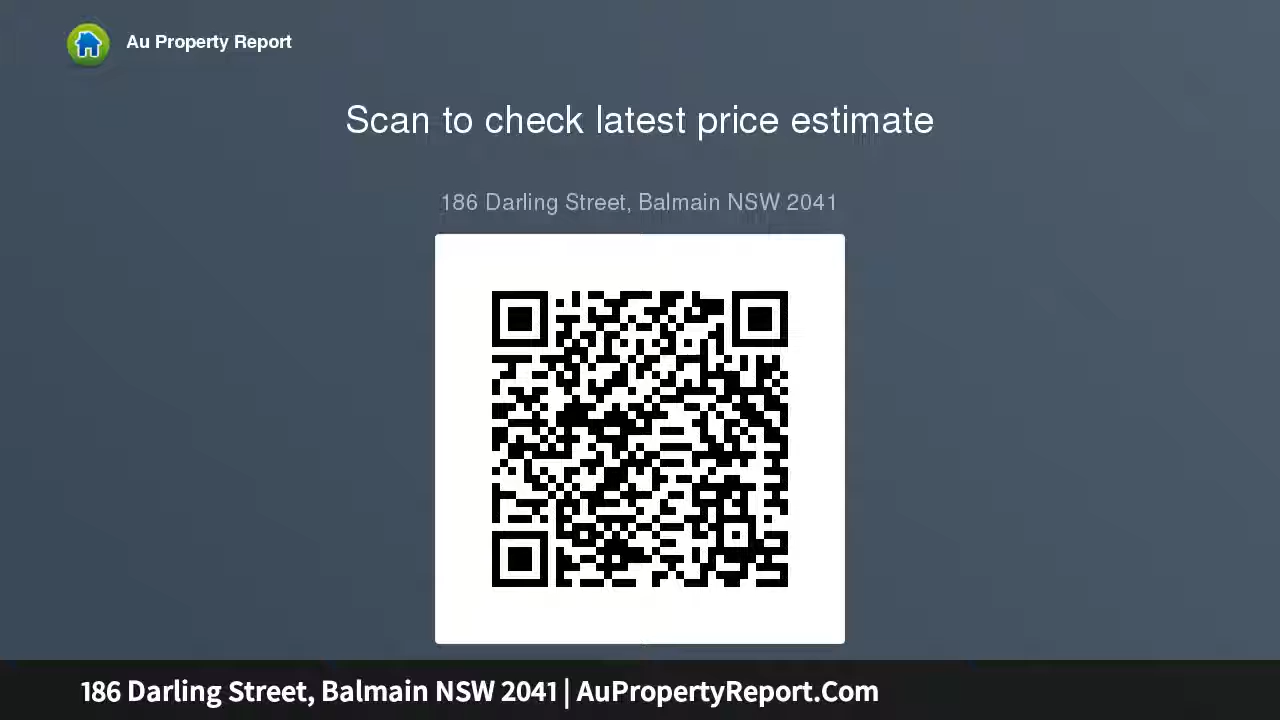 Au Property Report
Scan to check latest price estimate
186 Darling Street, Balmain NSW 2041
186 Darling Street, Balmain NSW 2041 | AuPropertyReport.Com